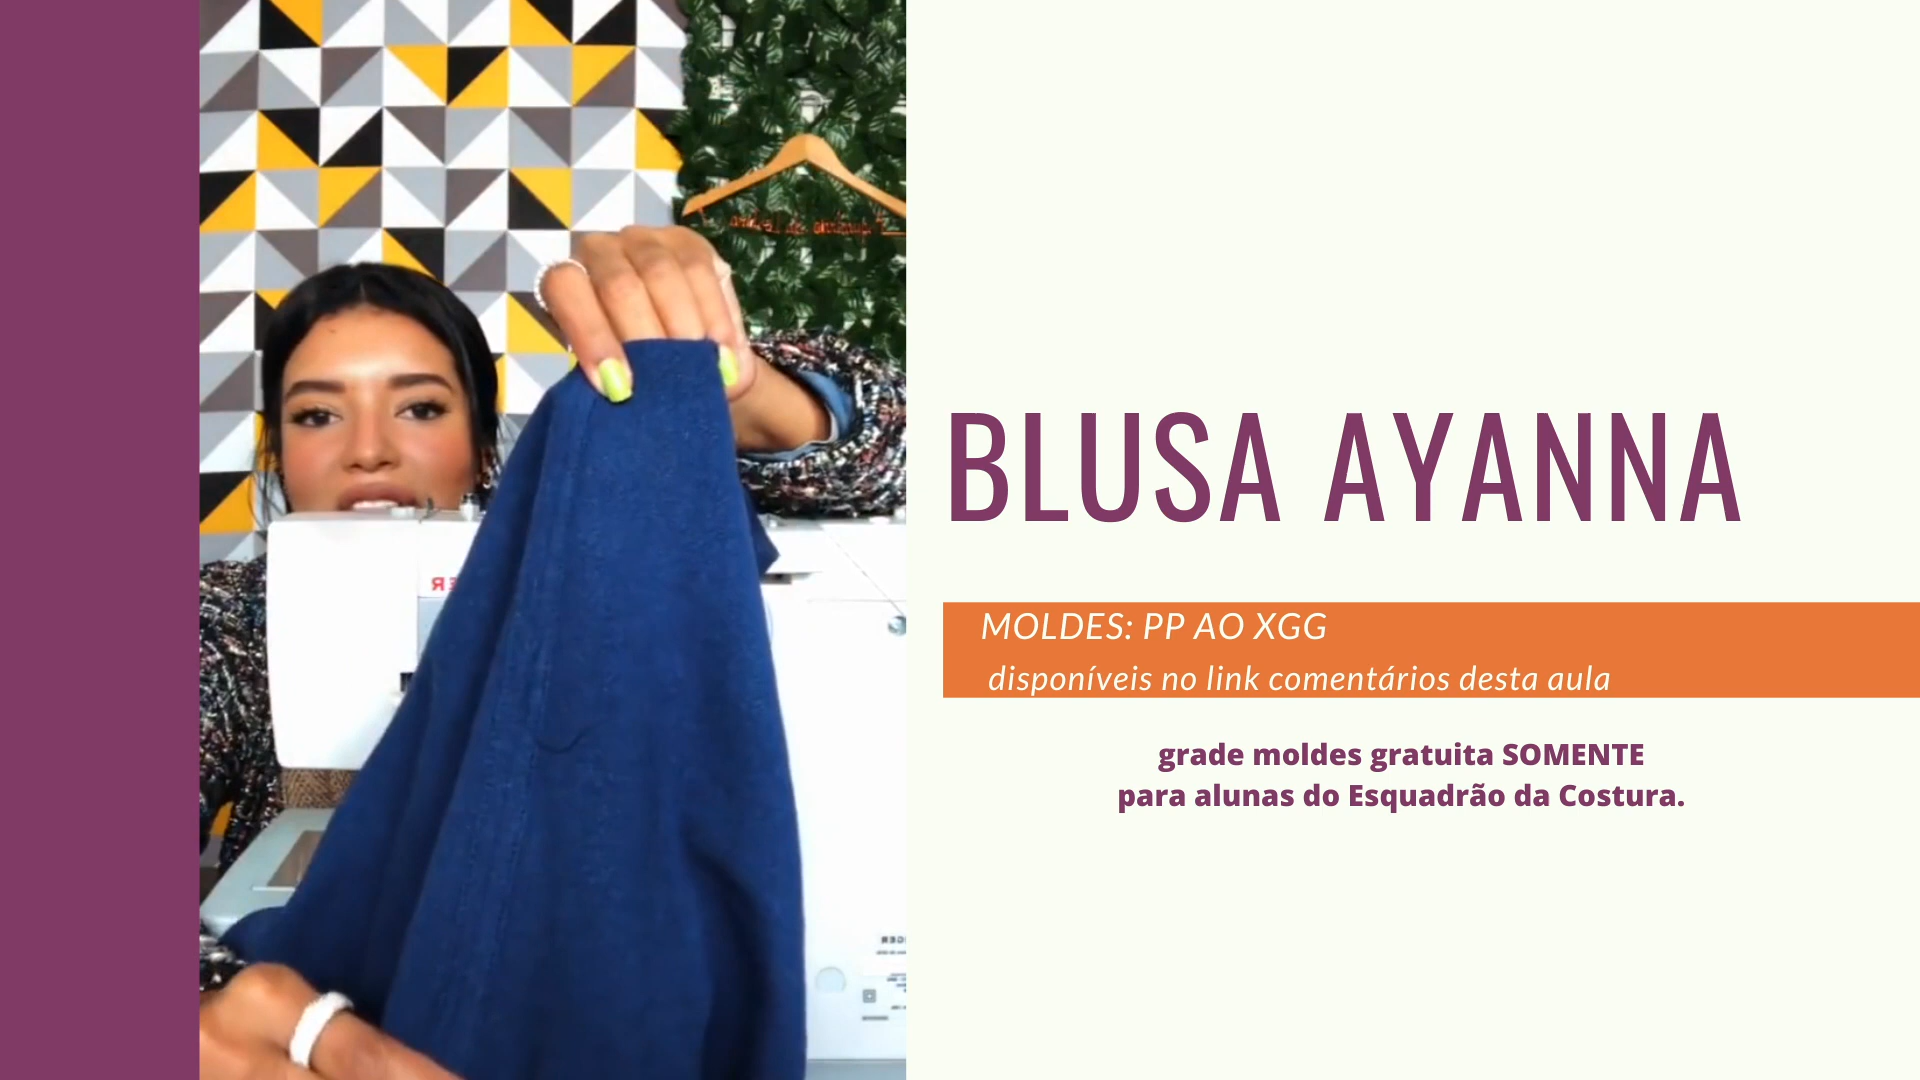 BLUSA AYANNA
MOLDES: PP AO XGG
disponíveis no link comentários desta aula
grade moldes gratuita SOMENTE
para alunas do Esquadrão da Costura.